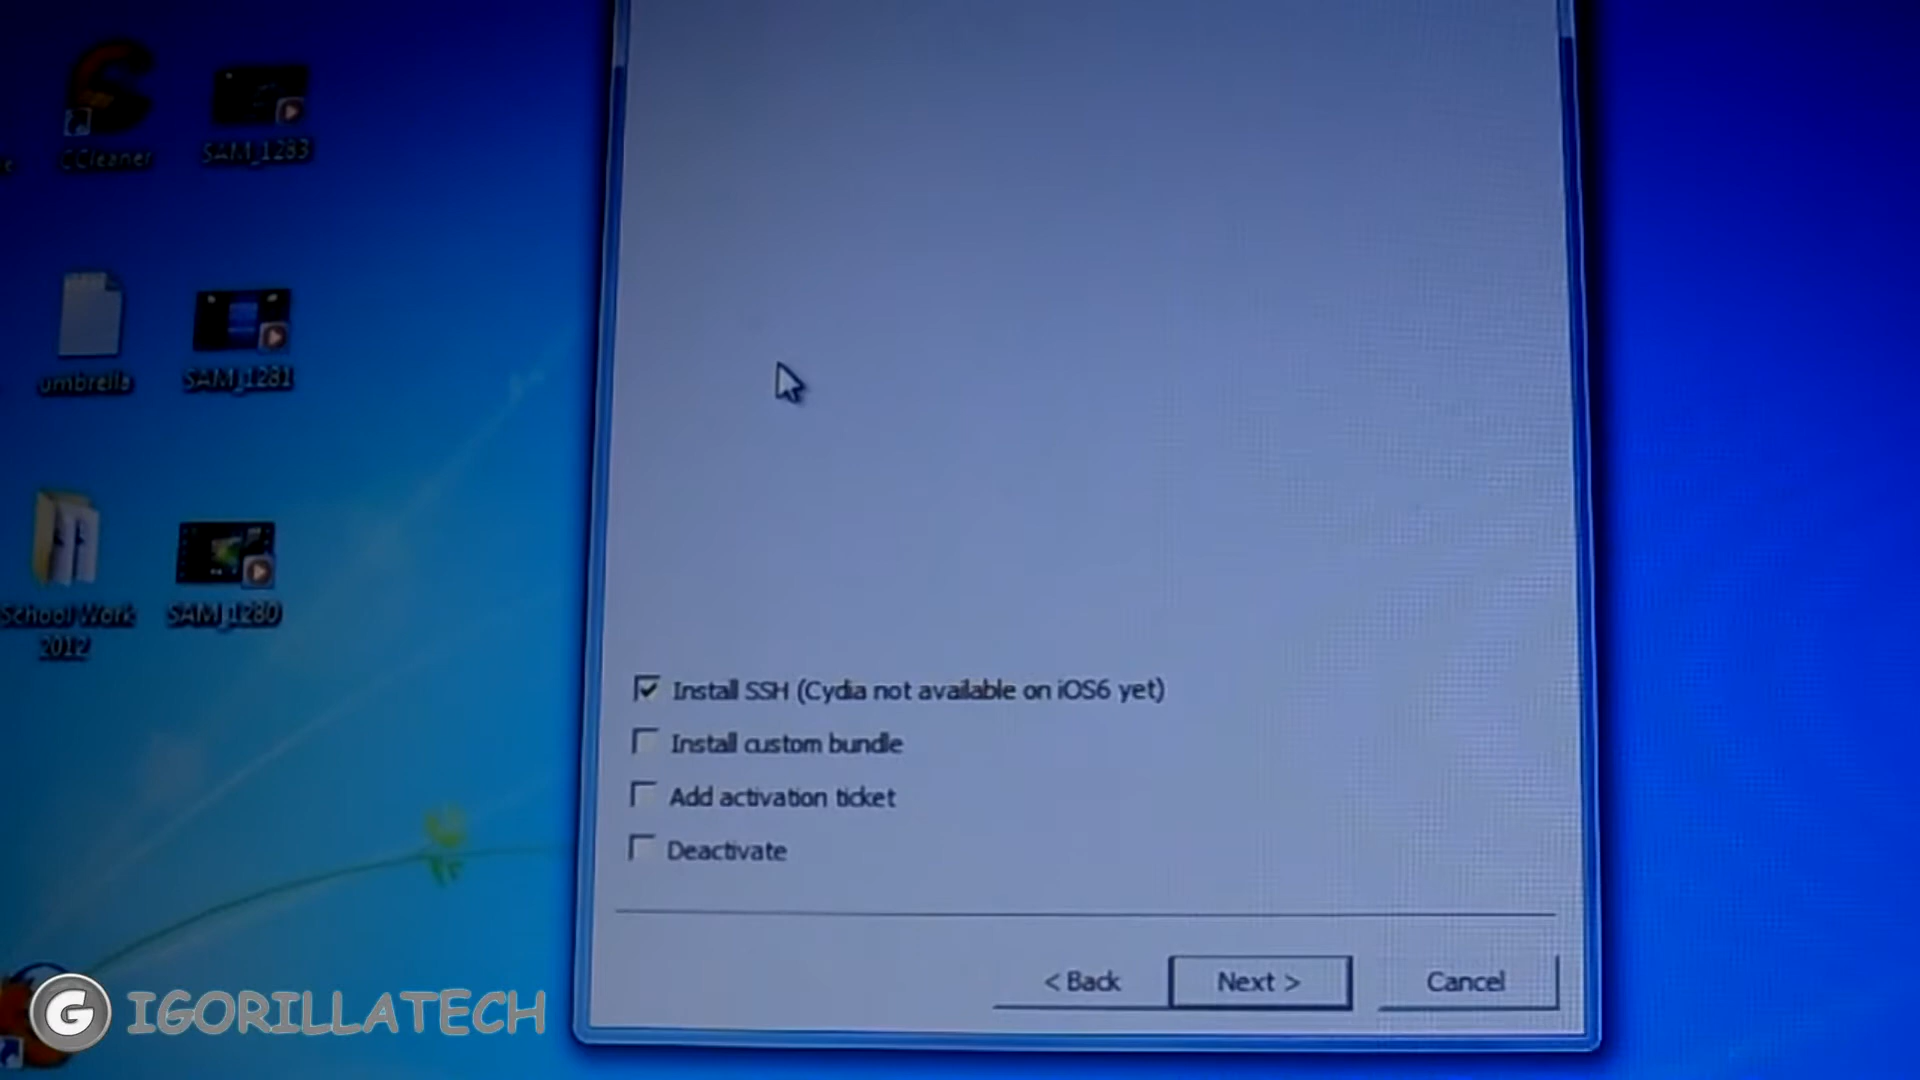 CCleaner
SAM_1283
umbrella
SAM_1281
School Work
2012
SAM_1280
Install SSH (Cydia not available on iOS6 yet)
Install custom bundle
Add activation ticket
Deactivate
< Back
Next >
Cancel
G IGORILLATECH